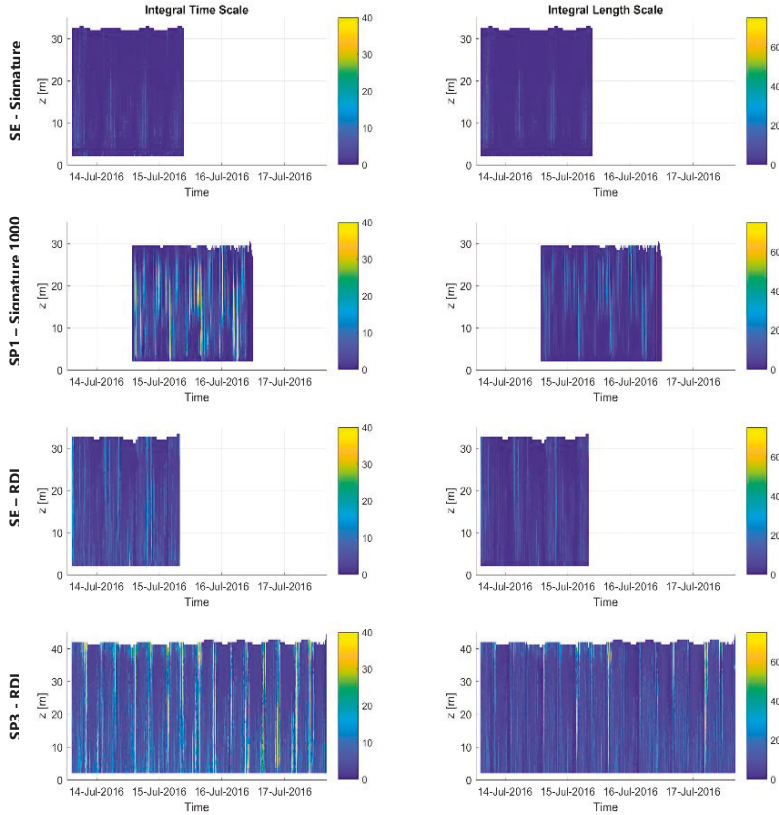 Integral Time Scale
Integral Length Scale
SE - Signature
z [m]
30
20
10
0
14-Jul-2016 15-Jul-2016 16-Jul-2016 17-Jul-2016
Time
40
30
20
10
0
z [m]
30
20
10
0
14-Jul-2016 15-Jul-2016 16-Jul-2016 17-Jul-2016
Time
60
40
20
0
SP1 – Signature 1000
z [m]
30
20
10
0
14-Jul-2016 15-Jul-2016 16-Jul-2016 17-Jul-2016
Time
40
30
20
10
0
z [m]
30
20
10
0
14-Jul-2016 15-Jul-2016 16-Jul-2016 17-Jul-2016
Time
60
40
20
0
SE – RDI
z [m]
30
20
10
0
14-Jul-2016 15-Jul-2016 16-Jul-2016 17-Jul-2016
Time
40
30
20
10
0
z [m]
30
20
10
0
14-Jul-2016 15-Jul-2016 16-Jul-2016 17-Jul-2016
Time
60
40
20
0
SP3 - RDI
z [m]
40
30
20
10
0
14-Jul-2016 15-Jul-2016 16-Jul-2016 17-Jul-2016
Time
40
30
20
10
0
z [m]
40
30
20
10
0
14-Jul-2016 15-Jul-2016 16-Jul-2016 17-Jul-2016
Time
60
40
20
0